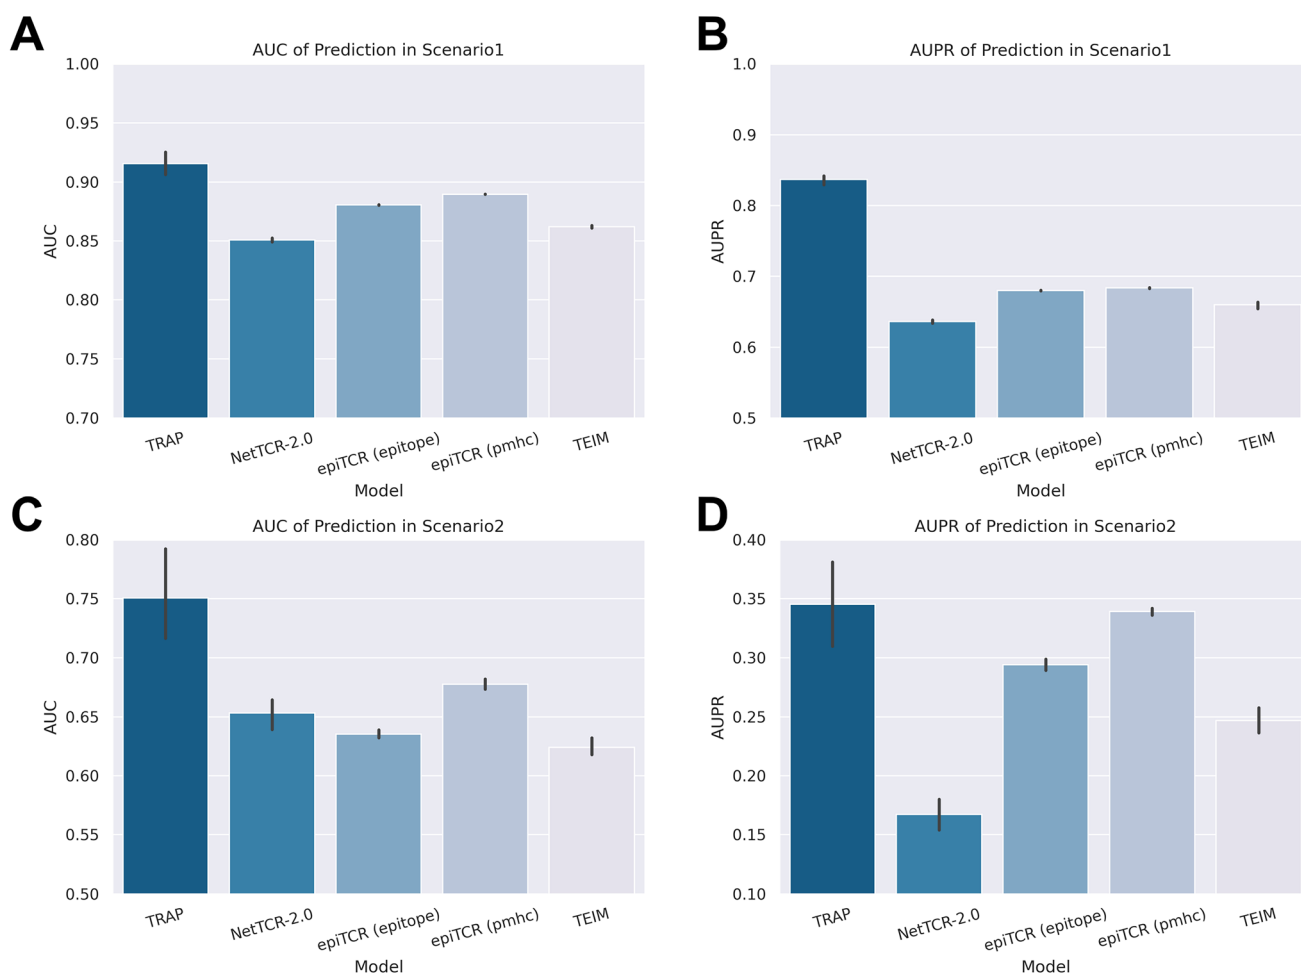 A
AUC of Prediction in Scenario1
1.00
0.95
0.90
0.85
0.80
0.75
0.70
AUC
TRAP
NetTCR-2.0
epiTCR (epitope)
epiTCR (pmhc)
TEIM
Model
B
AUPR of Prediction in Scenario1
1.0
0.9
0.8
0.7
0.6
0.5
AUPR
TRAP
NetTCR-2.0
epiTCR (epitope)
epiTCR (pmhc)
TEIM
Model
C
AUC of Prediction in Scenario2
0.80
0.75
0.70
0.65
0.60
0.55
0.50
AUC
TRAP
NetTCR-2.0
epiTCR (epitope)
epiTCR (pmhc)
TEIM
Model
D
AUPR of Prediction in Scenario2
0.40
0.35
0.30
0.25
0.20
0.15
0.10
AUPR
TRAP
NetTCR-2.0
epiTCR (epitope)
epiTCR (pmhc)
TEIM
Model